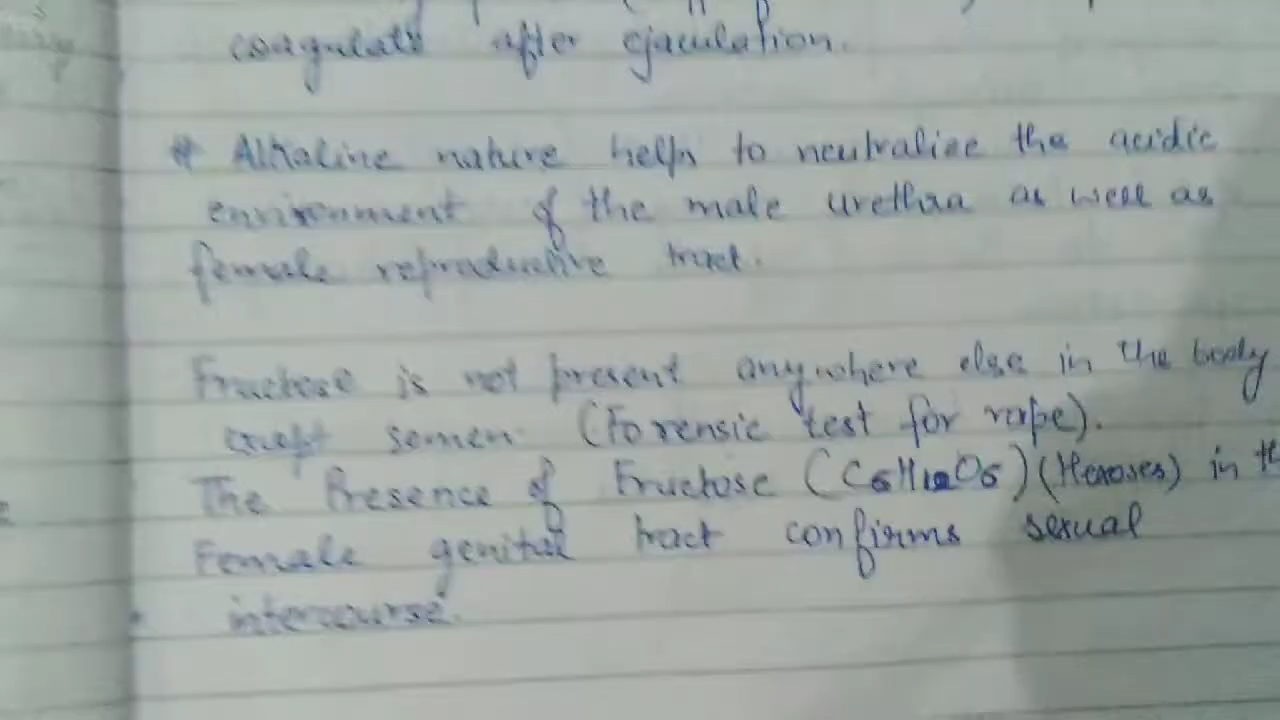 coagulate after ejaculation.
* Alkaline nature helps to neutralize the acidic
environment of the male urethra as well as
female reproductive tract.
Fructose is not present anywhere else in the body
except semen. (Forensic test for rape).
The Presence of Fructose (C6H12O6) (Hexoses) in th
Female genital tract confirms sexual
intercourse.